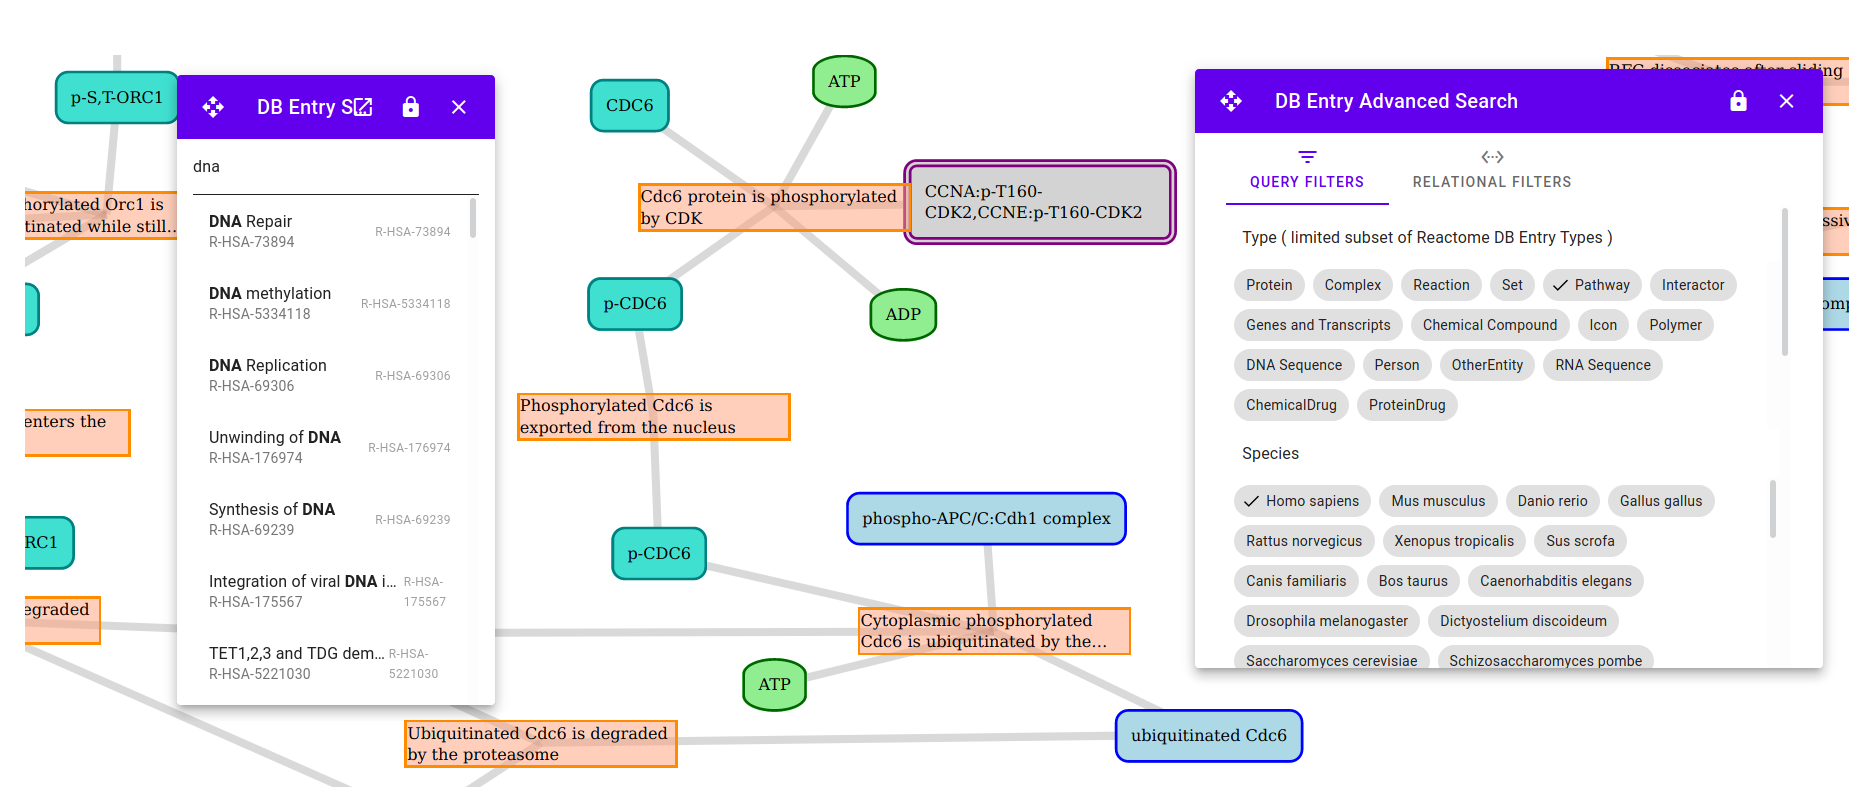 p-S,T-ORC1
horylated Orc1 is
tinated while still...
enters the
RC1
egraded
DB Entry S
dna
DNA Repair
R-HSA-73894
R-HSA-73894
DNA methylation
R-HSA-5334118
R-HSA-5334118
DNA Replication
R-HSA-69306
R-HSA-69306
Unwinding of DNA
R-HSA-176974
R-HSA-176974
Synthesis of DNA
R-HSA-69239
R-HSA-69239
Integration of viral DNA i...
R-HSA-175567
R-HSA-
175567
TET1,2,3 and TDG dem...
R-HSA-5221030
R-HSA-
5221030
CDC6
ATP
Cdc6 protein is phosphorylated
by CDK
CCNA:p-T160-
CDK2,CCNE:p-T160-CDK2
p-CDC6
ADP
Phosphorylated Cdc6 is
exported from the nucleus
phospho-APC/C:Cdh1 complex
p-CDC6
Cytoplasmic phosphorylated
Cdc6 is ubiquitinated by the...
ATP
Ubiquitinated Cdc6 is degraded
by the proteasome
ubiquitinated Cdc6
RFC dissociates after sliding
DB Entry Advanced Search
QUERY FILTERS
RELATIONAL FILTERS
Type ( limited subset of Reactome DB Entry Types )
Protein
Complex
Reaction
Set
Pathway
Interactor
Genes and Transcripts
Chemical Compound
Icon
Polymer
DNA Sequence
Person
OtherEntity
RNA Sequence
ChemicalDrug
ProteinDrug
Species
Homo sapiens
Mus musculus
Danio rerio
Gallus gallus
Rattus norvegicus
Xenopus tropicalis
Sus scrofa
Canis familiaris
Bos taurus
Caenorhabditis elegans
Drosophila melanogaster
Dictyostelium discoideum
Saccharomyces cerevisiae
Schizosaccharomyces pombe